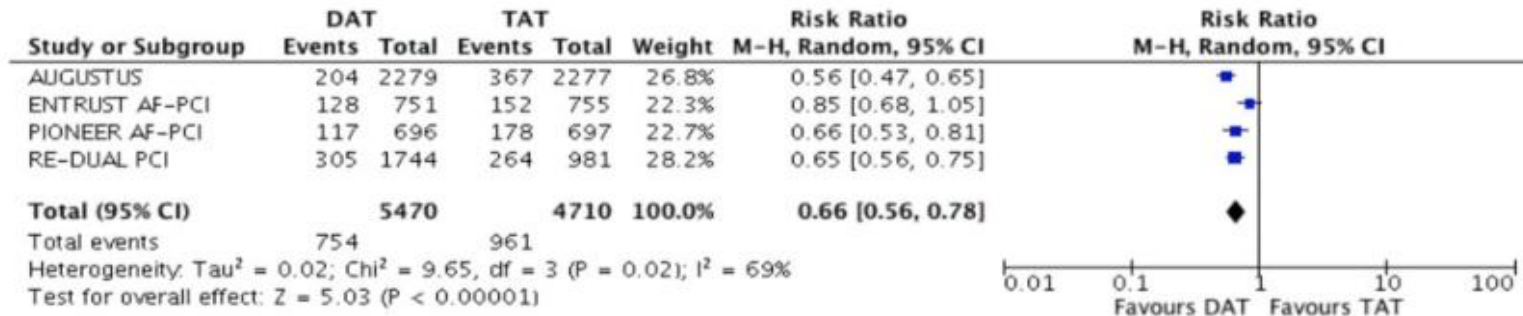 DAT TAT Risk Ratio Risk Ratio
Study or Subgroup Events Total Events Total Weight M-H, Random, 95% CI M-H, Random, 95% CI
AUGUSTUS 204 2279 367 2277 26.8% 0.56 [0.47, 0.65]
ENTRUST AF-PCI 128 751 152 755 22.3% 0.85 [0.68, 1.05]
PIONEER AF-PCI 117 696 178 697 22.7% 0.66 [0.53, 0.81]
RE-DUAL PCI 305 1744 264 981 28.2% 0.65 [0.56, 0.75]
Total (95% CI) 5470 4710 100.0% 0.66 [0.56, 0.78]
Total events 754 961
Heterogeneity: Tau² = 0.02; Chi² = 9.65, df = 3 (P = 0.02); I² = 69%
Test for overall effect: Z = 5.03 (P < 0.00001)
0.01 0.1 1 10 100
Favours DAT Favours TAT